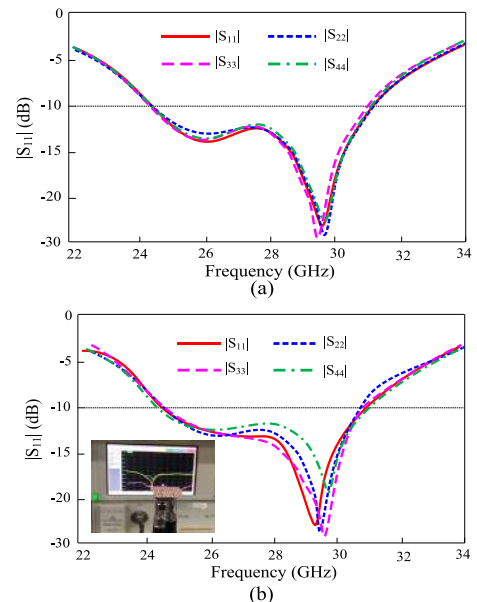 0
-5
-10
-15
-20
-30
|S₁₁| (dB)
|S₁₁| |S₂₂|
|S₃₃| |S₄₄|
22 24 26 28 30 32 34
Frequency (GHz)
(a)
0
-5
-10
-15
-20
-30
|S₁₁| (dB)
|S₁₁| |S₂₂|
|S₃₃| |S₄₄|
22 24 26 28 30 32 34
Frequency (GHz)
(b)